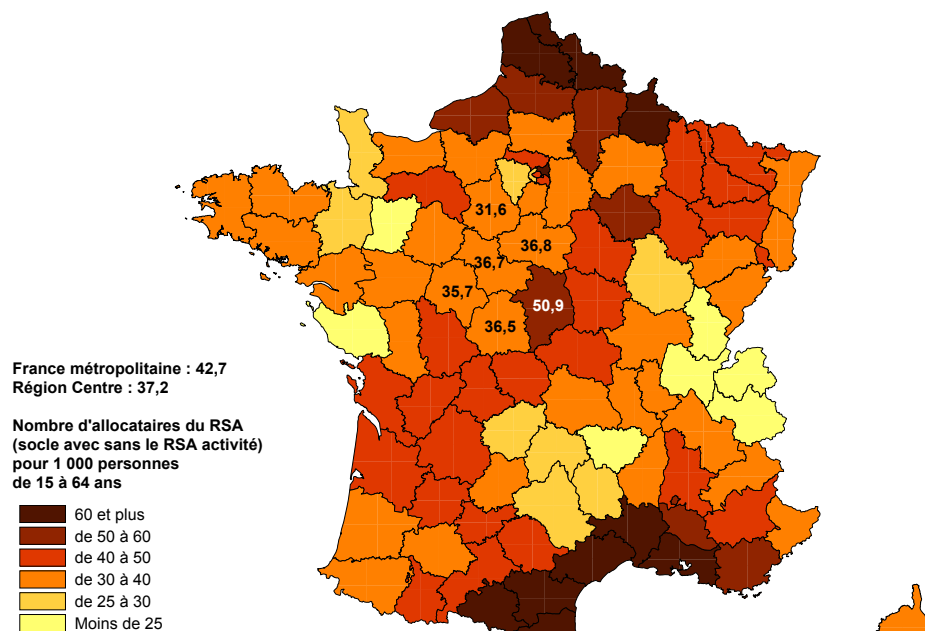 31,6
36,8
36,7
35,7
50,9
36,5
France métropolitaine : 42,7
Région Centre : 37,2
Nombre d'allocataires du RSA
(socle avec sans le RSA activité)
pour 1 000 personnes
de 15 à 64 ans
60 et plus
de 50 à 60
de 40 à 50
de 30 à 40
de 25 à 30
Moins de 25